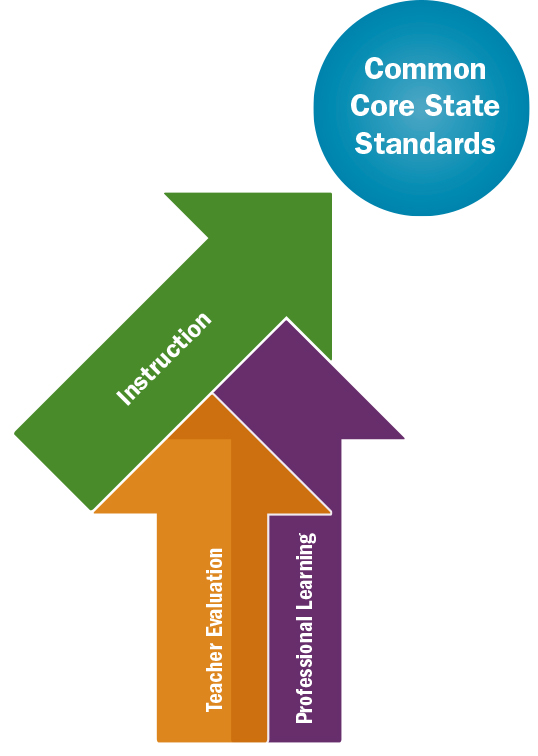 Common
Core State
Standards
Instruction
Teacher Evaluation
Professional Learning